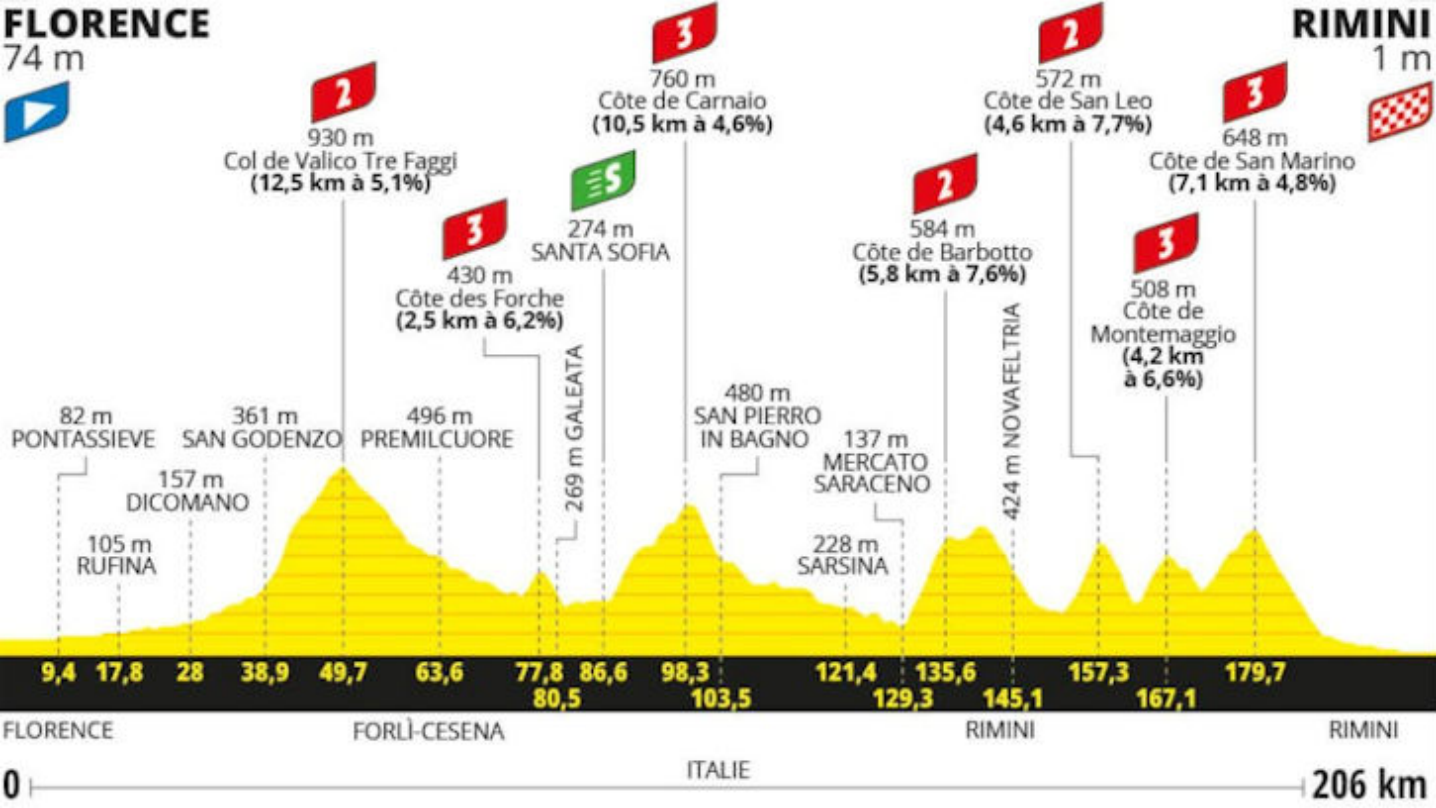 FLORENCE
74 m
RIMINI
1 m
2
930 m
Col de Valico Tre Faggi
(12,5 km à 5,1%)
3
430 m
Côte des Forche
(2,5 km à 6,2%)
S
274 m
SANTA SOFIA
3
760 m
Côte de Carnaio
(10,5 km à 4,6%)
2
584 m
Côte de Barbotto
(5,8 km à 7,6%)
2
572 m
Côte de San Leo
(4,6 km à 7,7%)
3
508 m
Côte de
Montemaggio
(4,2 km
à 6,6%)
3
648 m
Côte de San Marino
(7,1 km à 4,8%)
82 m
PONTASSIEVE
105 m
RUFINA
157 m
DICOMANO
361 m
SAN GODENZO
496 m
PREMILCUORE
269 m GALEATA
480 m
SAN PIERRO
IN BAGNO
228 m
SARSINA
137 m
MERCATO
SARACENO
424 m NOVAFELTRIA
9,4 17,8 28 38,9 49,7 63,6 77,8 86,6 98,3 121,4 135,6 157,3 179,7
80,5 103,5 129,3 145,1 167,1
FLORENCE FORLÌ-CESENA RIMINI RIMINI
ITALIE
0 206 km